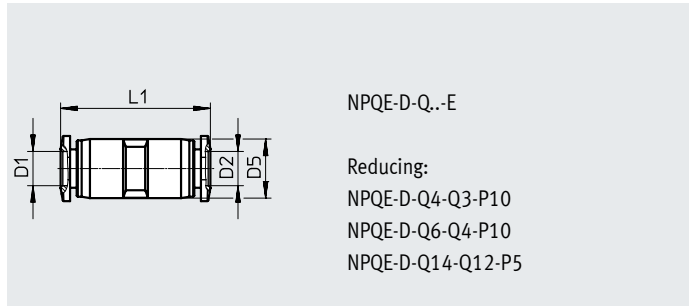 L1
D1
D2
D5
NPQE-D-Q..-E
Reducing:
NPQE-D-Q4-Q3-P10
NPQE-D-Q6-Q4-P10
NPQE-D-Q14-Q12-P5